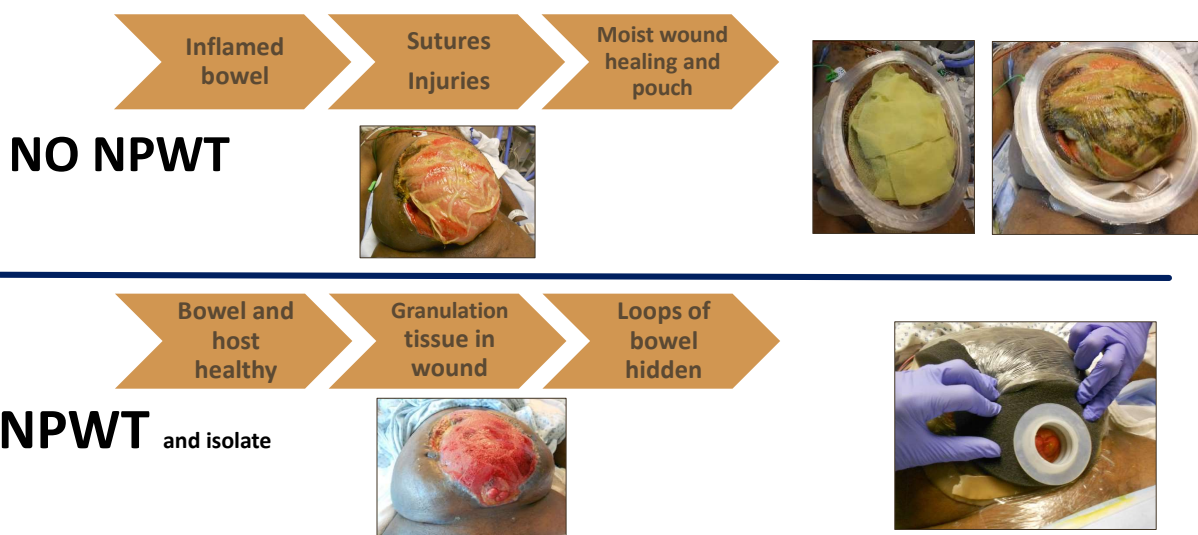 Inflamed
bowel
Sutures
Injuries
Moist wound
healing and
pouch
NO NPWT
Bowel and
host
healthy
Granulation
tissue in
wound
Loops of
bowel
hidden
NPWT and isolate